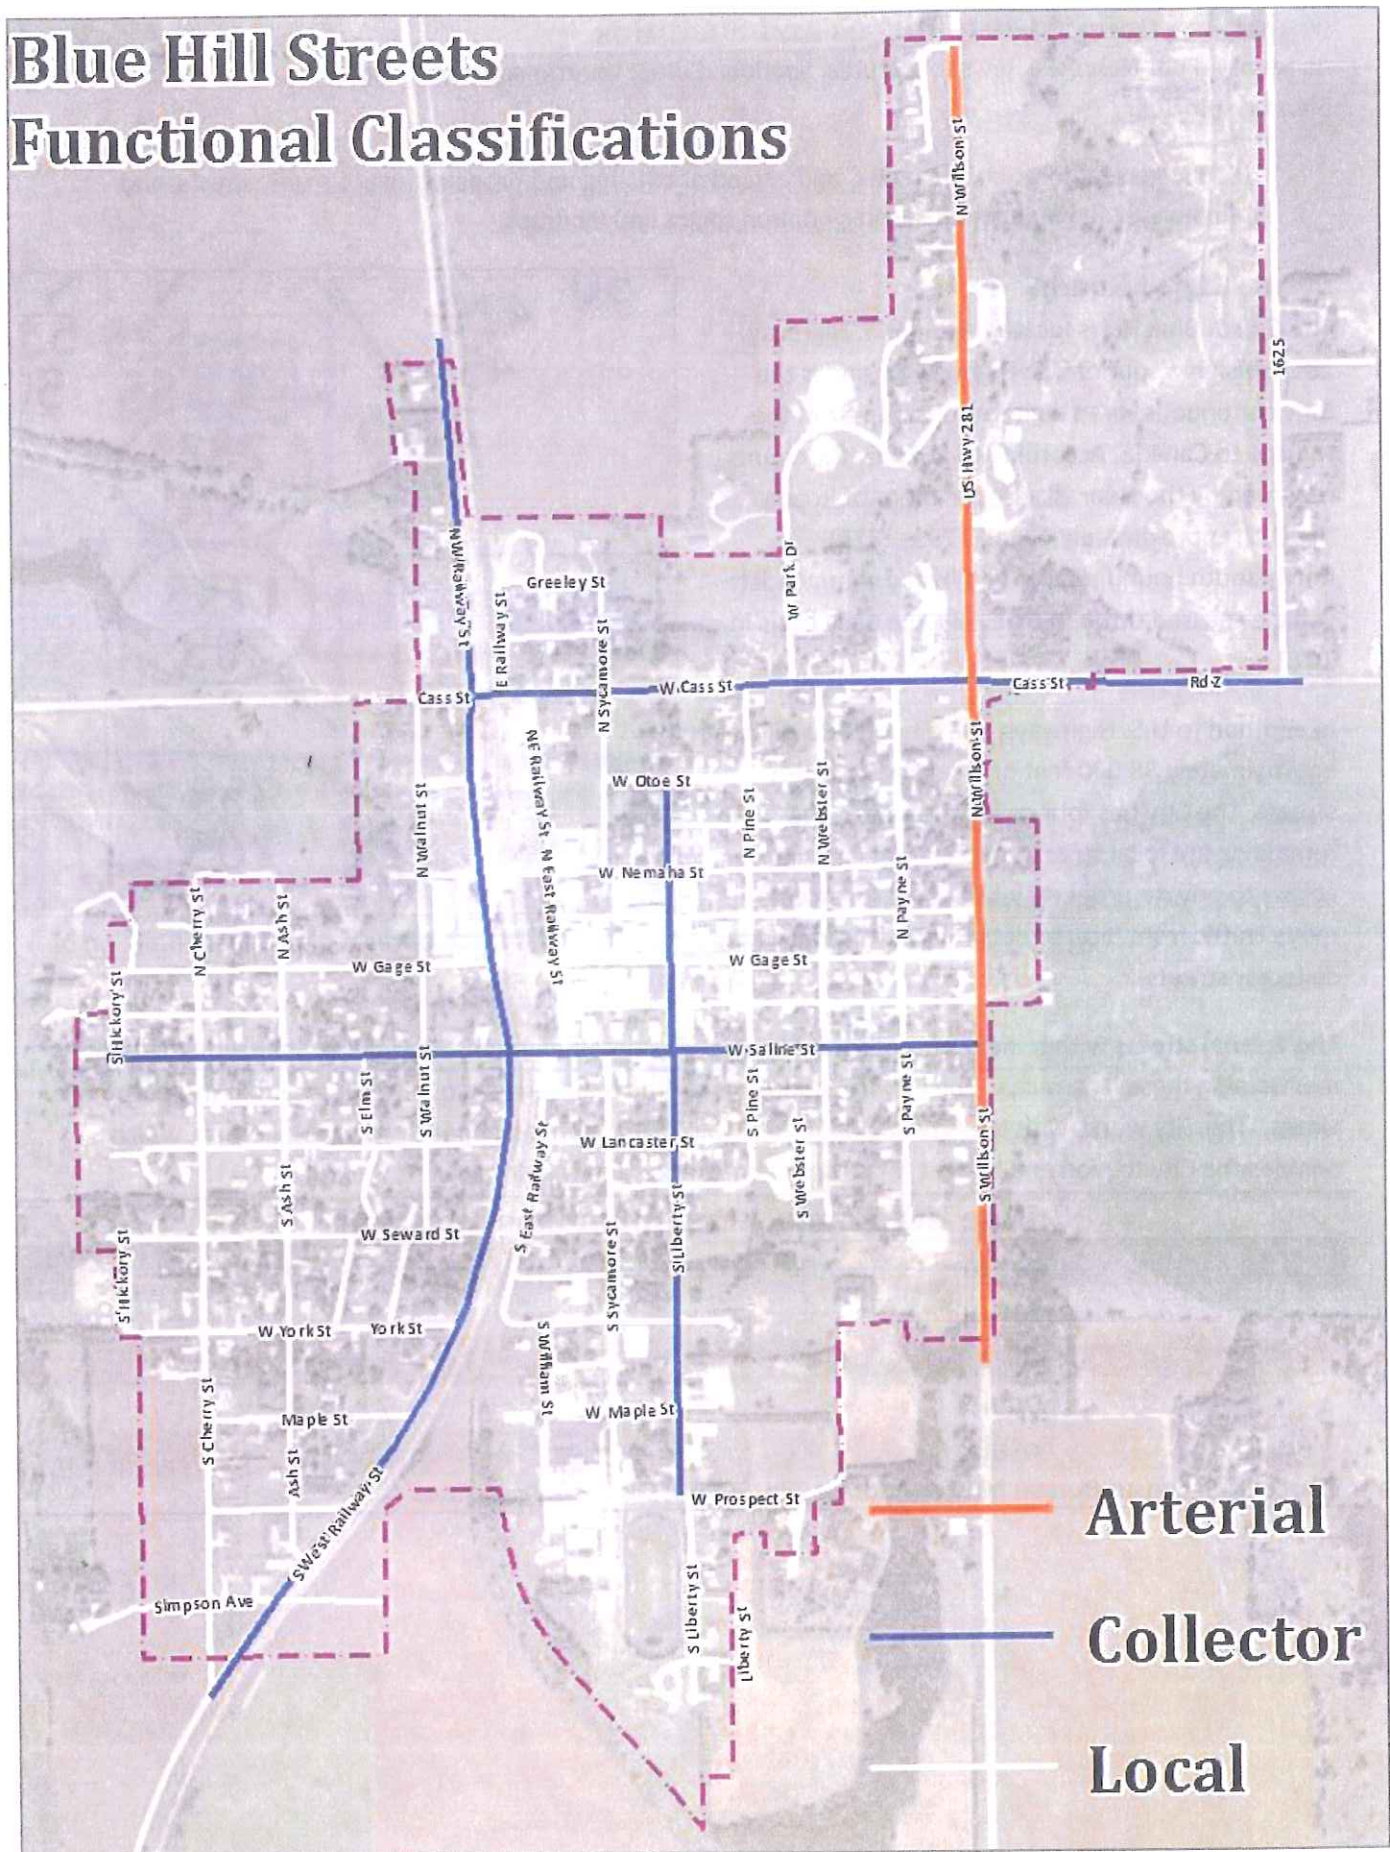 Blue Hill Streets
Functional Classifications
N Willson St
1625
US Hwy 281
N W Railway St
Greeley St
W Park Dr
E Railway St
N Sycamore St
Cass St
W Cass St
Cass St
Rd Z
N Willson St
N Walnut St
NE Railway St
N East Railway St
W Otoe St
N Pine St
N Webster St
W Nemaha St
N Payne St
N Cherry St
N Ash St
W Gage St
W Gage St
S Hickory St
W Saline St
S Elm St
S Walnut St
S Pine St
S Payne St
W Lancaster St
S East Railway St
S Webster St
S Willson St
S Ash St
S Liberty St
W Seward St
S Hickory St
S Sycamore St
W York St
York St
S William St
S Cherry St
Maple St
W Maple St
Ash St
S West Railway St
W Prospect St
Arterial
Simpson Ave
S Liberty St
Liberty St
Collector
Local